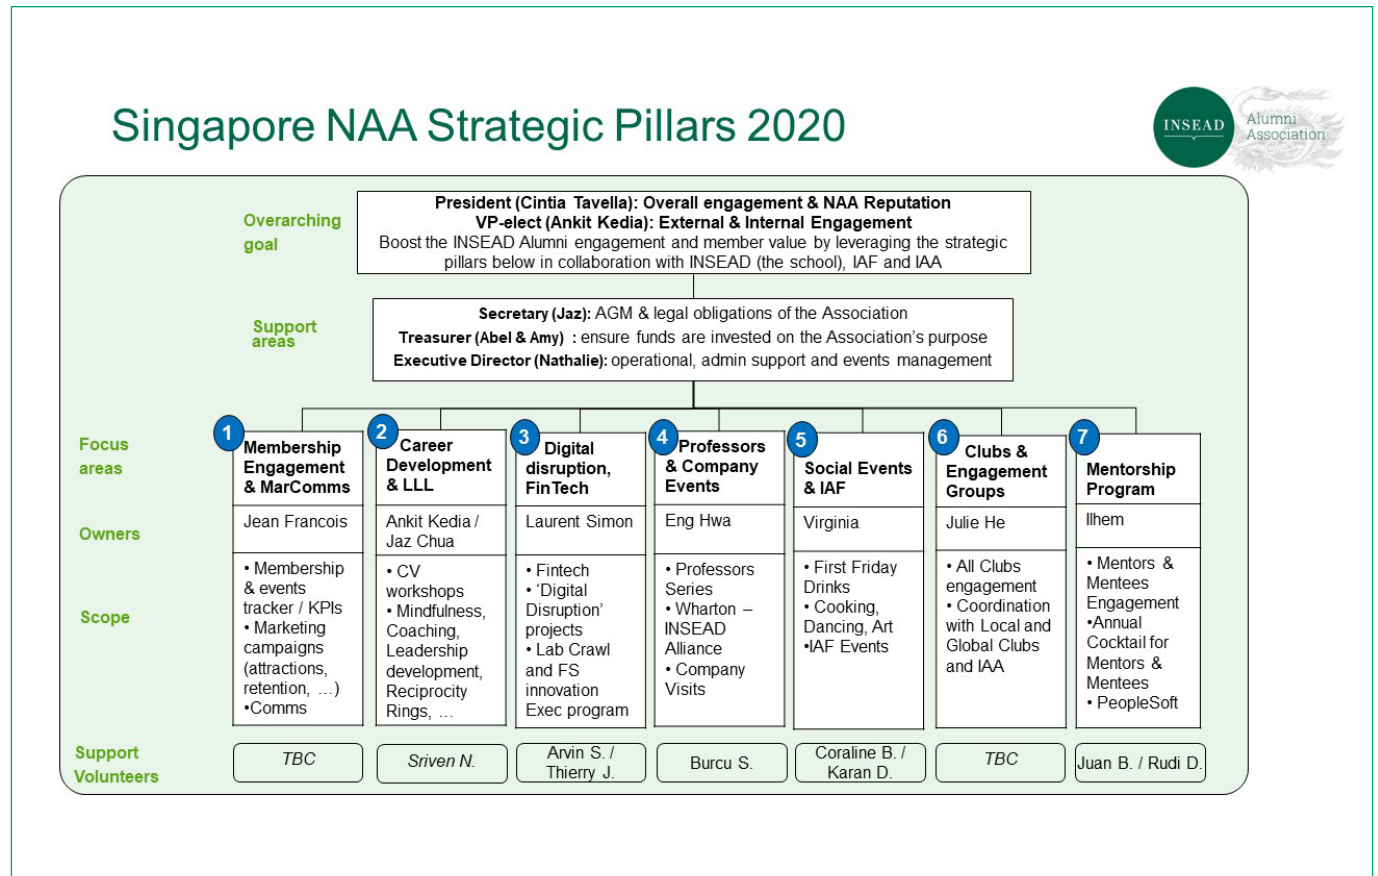 Singapore NAA Strategic Pillars 2020
INSEAD
Alumni
Association
Overarching
goal
President (Cintia Tavella): Overall engagement & NAA Reputation
VP-elect (Ankit Kedia): External & Internal Engagement
Boost the INSEAD Alumni engagement and member value by leveraging the strategic
pillars below in collaboration with INSEAD (the school), IAF and IAA
Support
areas
Secretary (Jaz): AGM & legal obligations of the Association
Treasurer (Abel & Amy) : ensure funds are invested on the Association's purpose
Executive Director (Nathalie): operational, admin support and events management
Focus
areas
1
Membership
Engagement
& MarComms
2
Career
Development
& LLL
3
Digital
disruption,
FinTech
4
Professors
& Company
Events
5
Social Events
& IAF
6
Clubs &
Engagement
Groups
7
Mentorship
Program
Owners
Jean Francois
Ankit Kedia /
Jaz Chua
Laurent Simon
Eng Hwa
Virginia
Julie He
Ilhem
Scope
• Membership
& events
tracker / KPIs
• Marketing
campaigns
(attractions,
retention, …)
•Comms
• CV
workshops
• Mindfulness,
Coaching,
Leadership
development,
Reciprocity
Rings, …
• Fintech
• ‘Digital
Disruption’
projects
• Lab Crawl
and FS
innovation
Exec program
• Professors
Series
• Wharton –
INSEAD
Alliance
• Company
Visits
• First Friday
Drinks
• Cooking,
Dancing, Art
•IAF Events
• All Clubs
engagement
• Coordination
with Local and
Global Clubs
and IAA
• Mentors &
Mentees
Engagement
•Annual
Cocktail for
Mentors &
Mentees
• PeopleSoft
Support
Volunteers
TBC
Sriven N.
Arvin S. /
Thierry J.
Burcu S.
Coraline B. /
Karan D.
TBC
Juan B. / Rudi D.